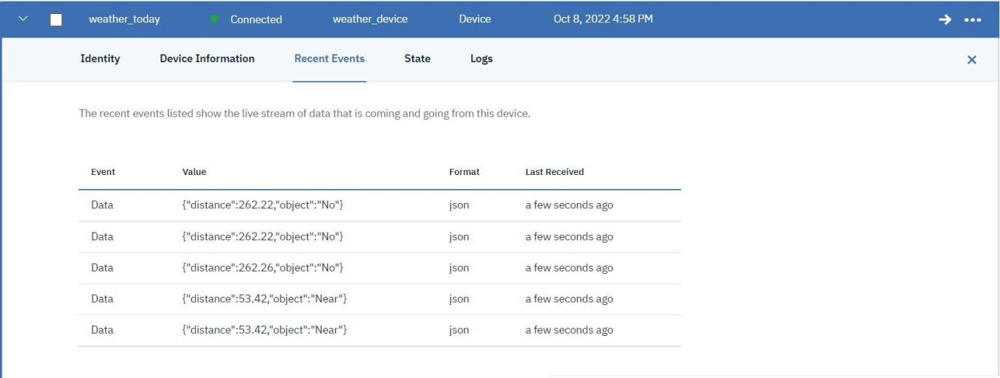 weather_today Connected weather_device Device Oct 8, 2022 4:58 PM
Identity Device Information Recent Events State Logs
The recent events listed show the live stream of data that is coming and going from this device.
Event Value Format Last Received
Data {"distance":262.22,"object":"No"} json a few seconds ago
Data {"distance":262.22,"object":"No"} json a few seconds ago
Data {"distance":262.26,"object":"No"} json a few seconds ago
Data {"distance":53.42,"object":"Near"} json a few seconds ago
Data {"distance":53.42,"object":"Near"} json a few seconds ago